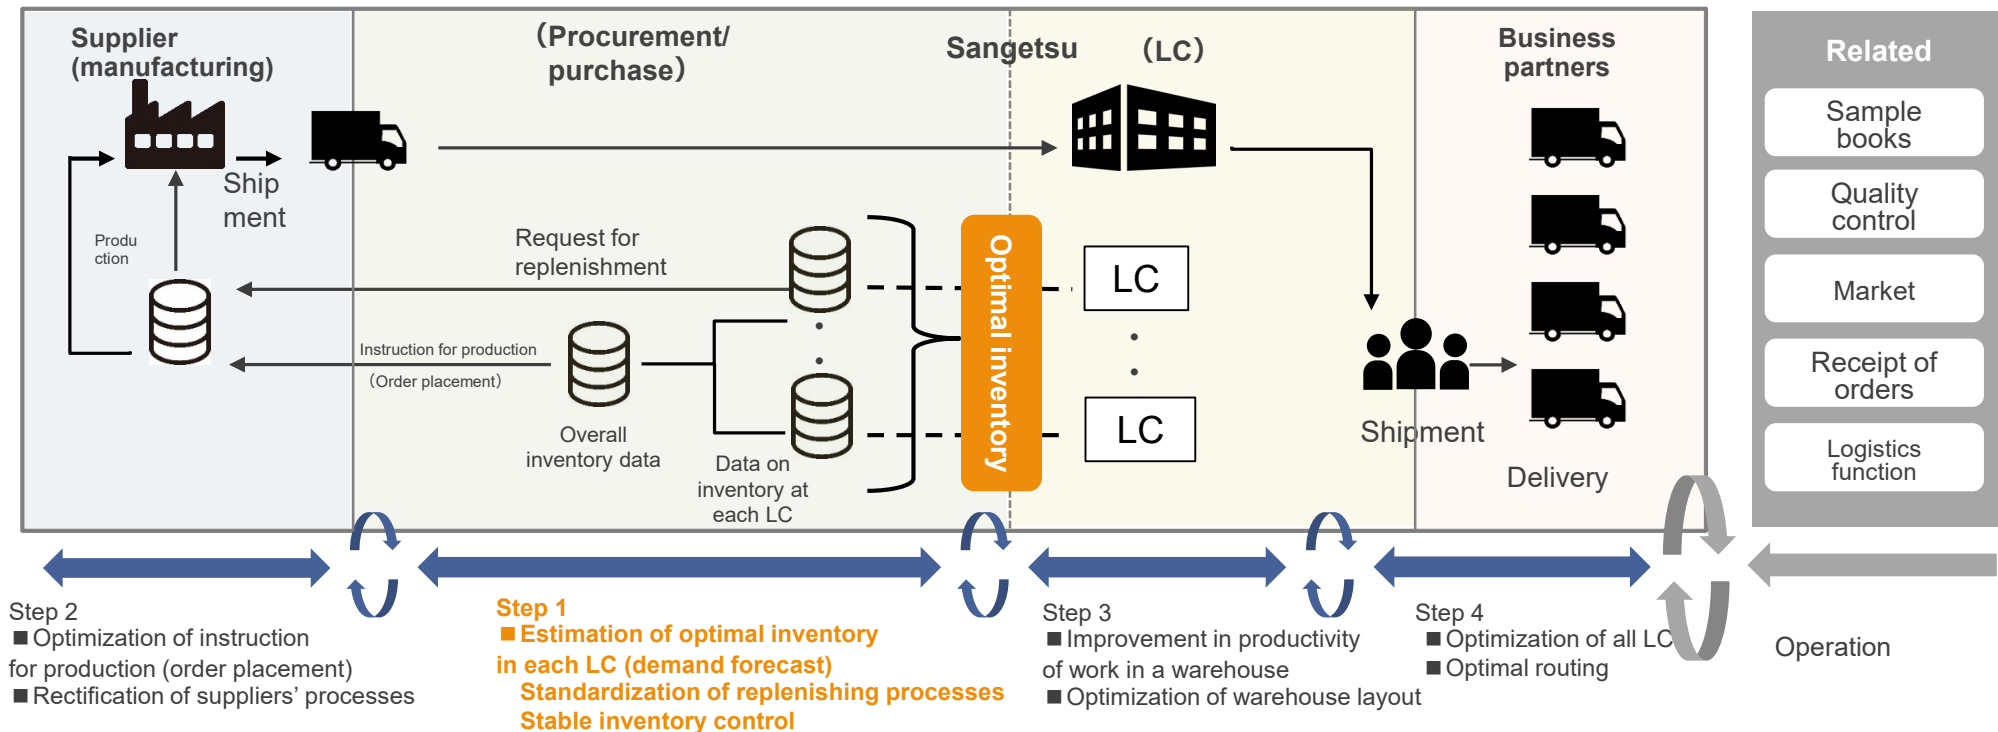 Supplier
(manufacturing)
（Procurement/
purchase）
Sangetsu （LC）
Business
partners
Related
Sample
books
Quality
control
Market
Receipt of
orders
Logistics
function
Ship
ment
Produ
ction
Request for
replenishment
Instruction for production
（Order placement）
Overall
inventory data
Data on
inventory at
each LC
Optimal inventory
LC
LC
Shipment
Delivery
Step 2
■ Optimization of instruction
for production (order placement)
■ Rectification of suppliers’ processes
Step 1
■ Estimation of optimal inventory
in each LC (demand forecast)
Standardization of replenishing processes
Stable inventory control
Step 3
■ Improvement in productivity
of work in a warehouse
■ Optimization of warehouse layout
Step 4
■ Optimization of all LC
■ Optimal routing
Operation